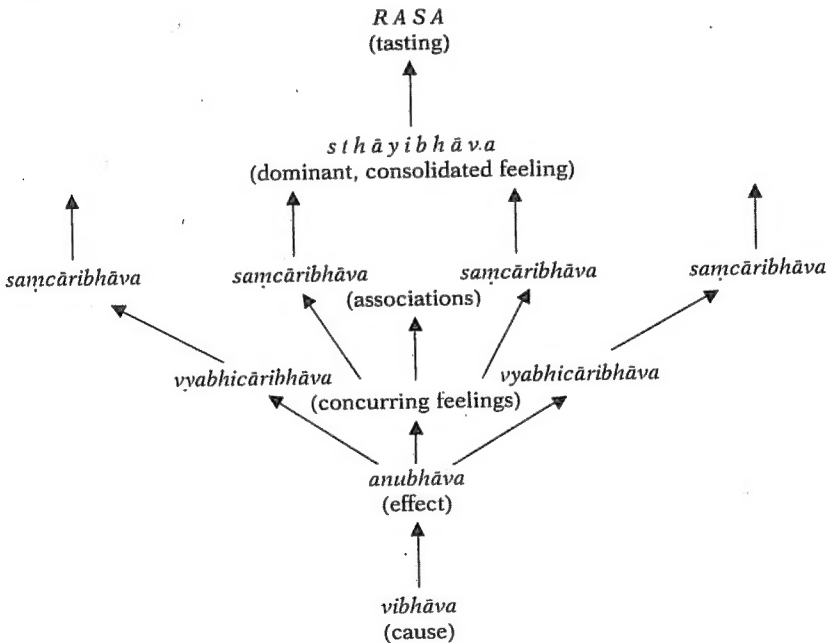 RASA
(tasting)
sthāyibhāva
(dominant, consolidated feeling)
saṃcāribhāva saṃcāribhāva saṃcāribhāva saṃcāribhāva
(associations)
vyabhicāribhāva vyabhicāribhāva
(concurring feelings)
anubhāva
(effect)
vibhāva
(cause)